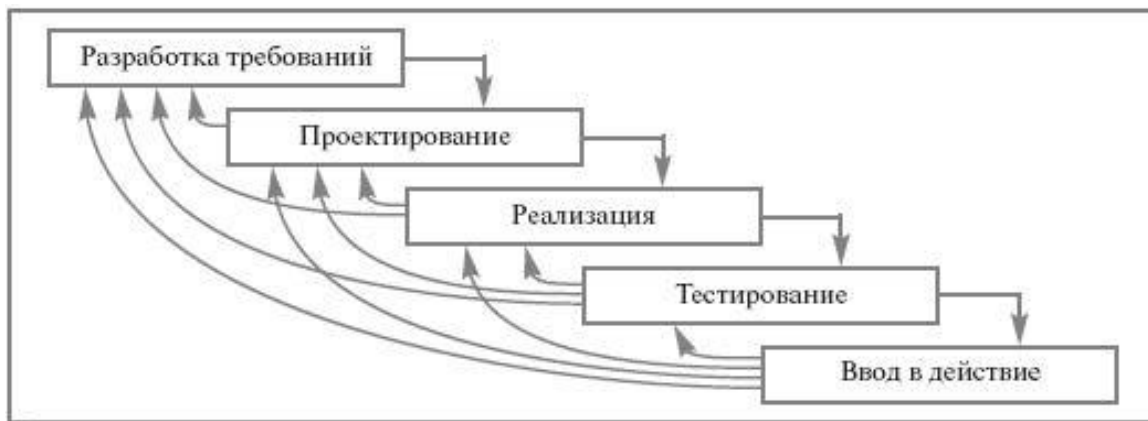 Разработка требований
Проектирование
Реализация
Тестирование
Ввод в действие